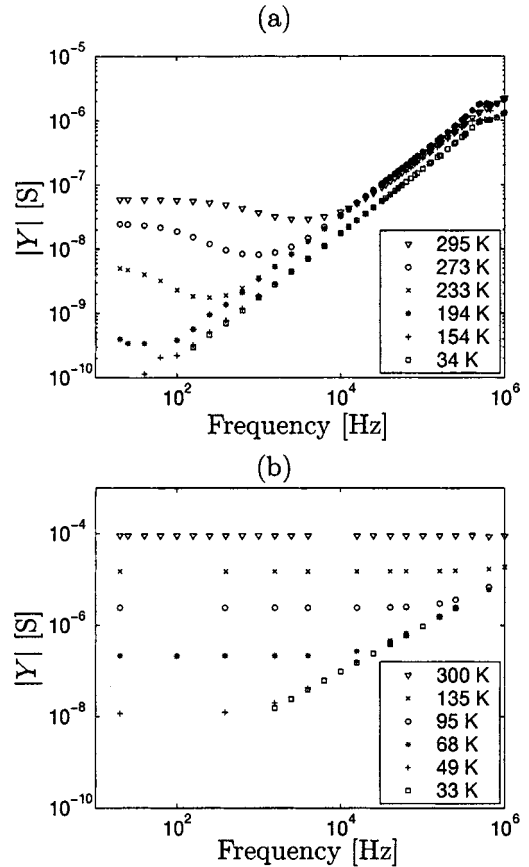 (a)
10^-5
10^-6
10^-7
10^-8
10^-9
10^-10
|Y| [S]
295 K
273 K
233 K
194 K
154 K
34 K
10^2
10^4
10^6
Frequency [Hz]
(b)
10^-4
10^-6
10^-8
10^-10
|Y| [S]
300 K
135 K
95 K
68 K
49 K
33 K
10^2
10^4
10^6
Frequency [Hz]